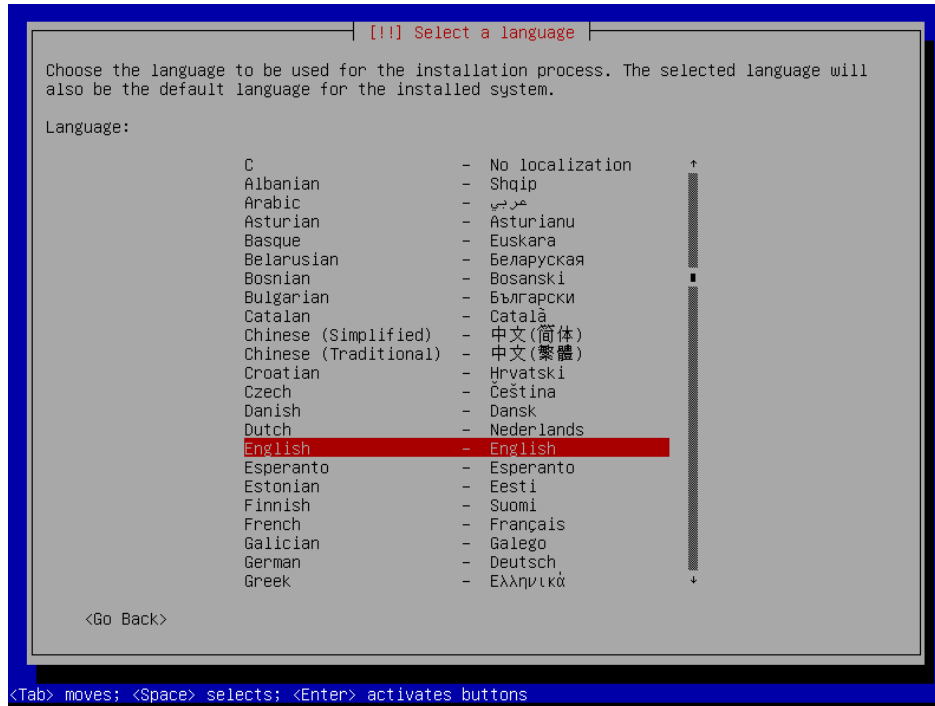 [!!] Select a language
Choose the language to be used for the installation process. The selected language will
also be the default language for the installed system.
Language:
C - No localization
Albanian - Shqip
Arabic - عربي
Asturian - Asturianu
Basque - Euskara
Belarusian - Беларуская
Bosnian - Bosanski
Bulgarian - Български
Catalan - Català
Chinese (Simplified) - 中文(简体)
Chinese (Traditional) - 中文(繁體)
Croatian - Hrvatski
Czech - Čeština
Danish - Dansk
Dutch - Nederlands
English - English
Esperanto - Esperanto
Estonian - Eesti
Finnish - Suomi
French - Français
Galician - Galego
German - Deutsch
Greek - Ελληνικά
<Go Back>
<Tab> moves; <Space> selects; <Enter> activates buttons